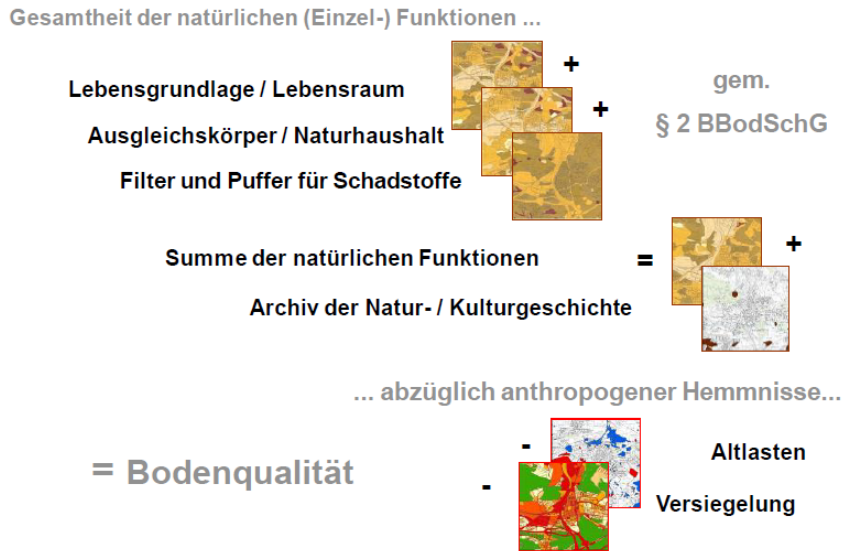 Gesamtheit der natürlichen (Einzel-) Funktionen ...
Lebensgrundlage / Lebensraum
+
gem.
§ 2 BBodSchG
Ausgleichskörper / Naturhaushalt
+
Filter und Puffer für Schadstoffe
Summe der natürlichen Funktionen
=
+
Archiv der Natur- / Kulturgeschichte
... abzüglich anthropogener Hemmnisse...
-
Altlasten
= Bodenqualität
-
Versiegelung